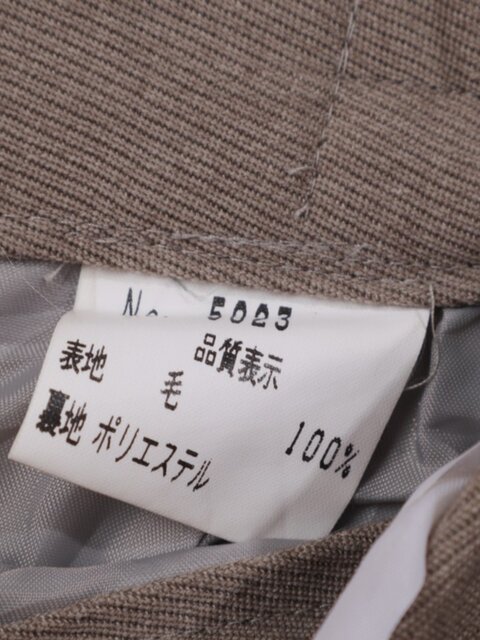 No. 5023
品質表示
表地 毛 100%
裏地 ポリエステル